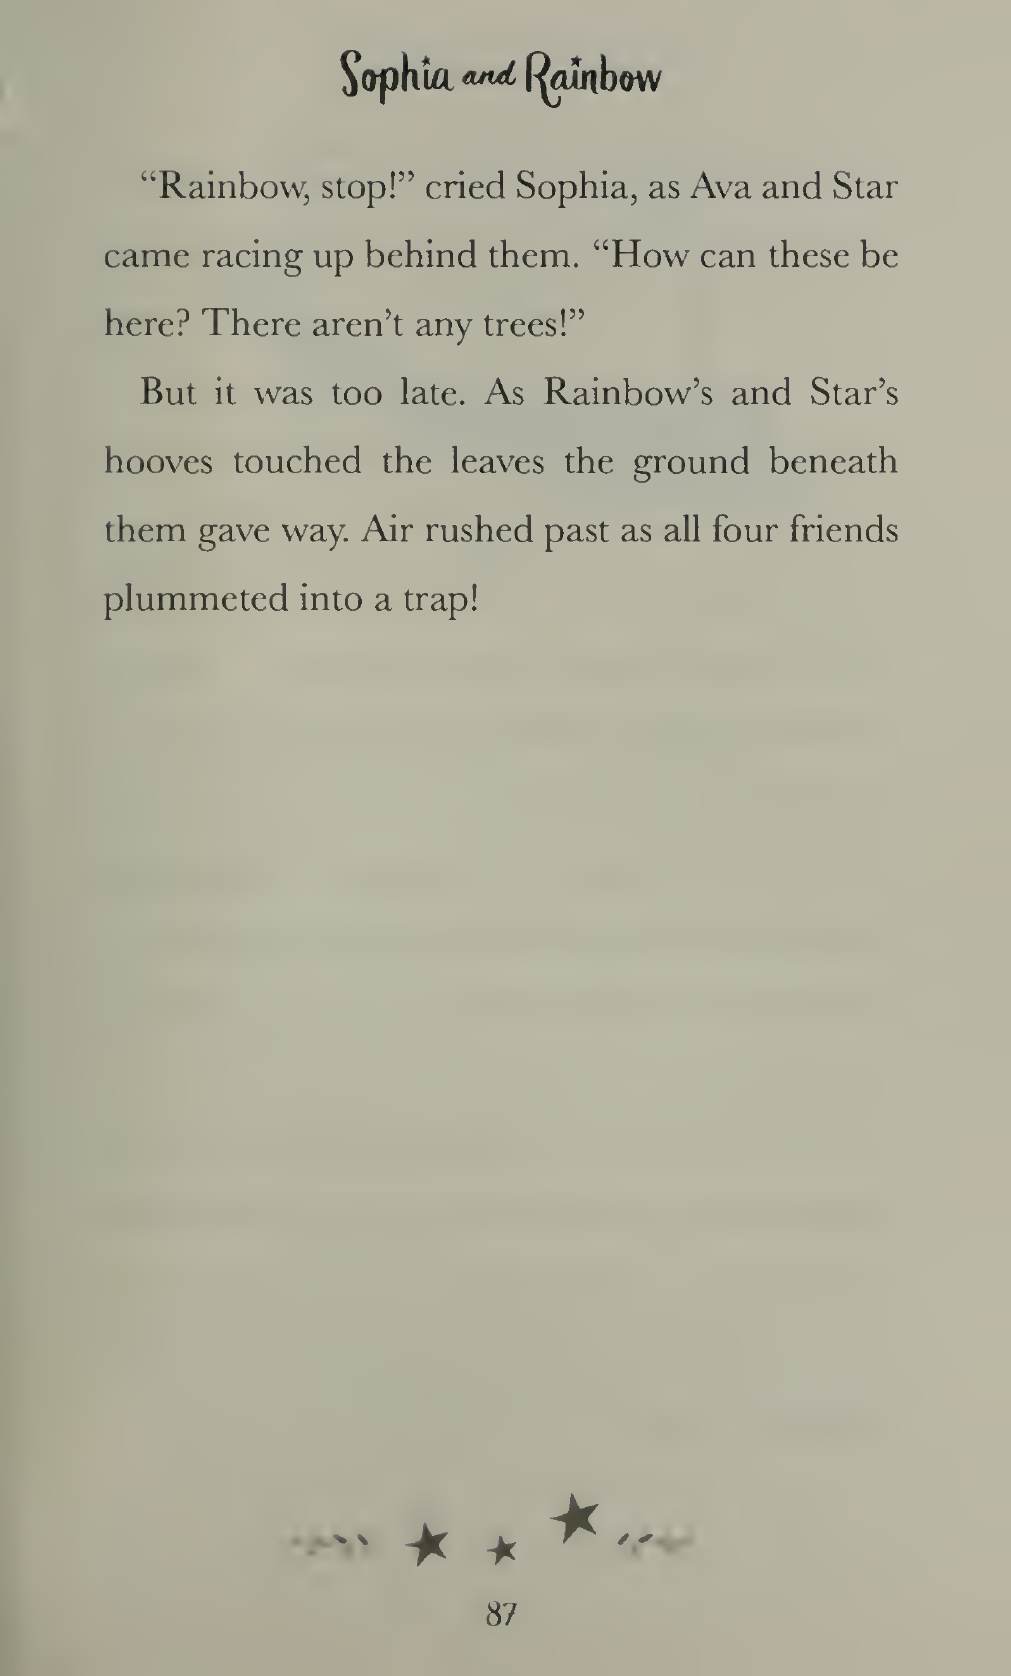 Sophia and Rainbow
“Rainbow, stop!” cried Sophia, as Ava and Star
came racing up behind them. “How can these be
here? There aren’t any trees!”
But it was too late. As Rainbow’s and Star’s
hooves touched the leaves the ground beneath
them gave way. Air rushed past as all four friends
plummeted into a trap!
87